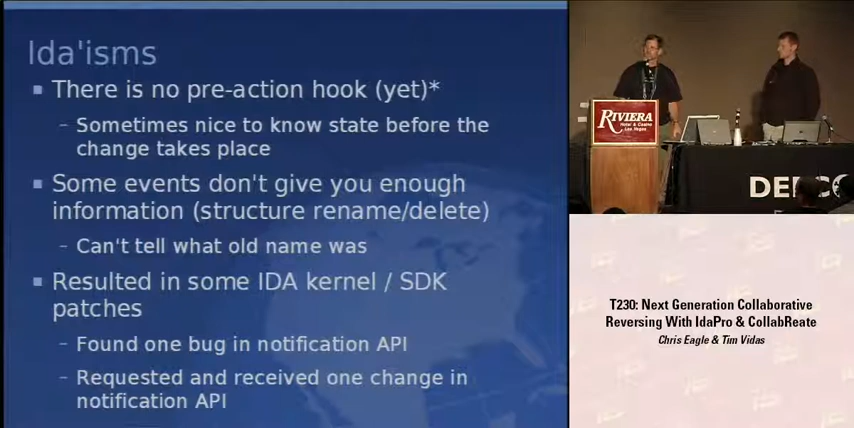 Ida'isms
There is no pre-action hook (yet)*
– Sometimes nice to know state before the
change takes place
Some events don't give you enough
information (structure rename/delete)
– Can't tell what old name was
Resulted in some IDA kernel / SDK
patches
– Found one bug in notification API
– Requested and received one change in
notification API
RIVIERA
Hotel & Casino
Las Vegas
T230: Next Generation Collaborative
Reversing With IdaPro & CollabReate
Chris Eagle & Tim Vidas